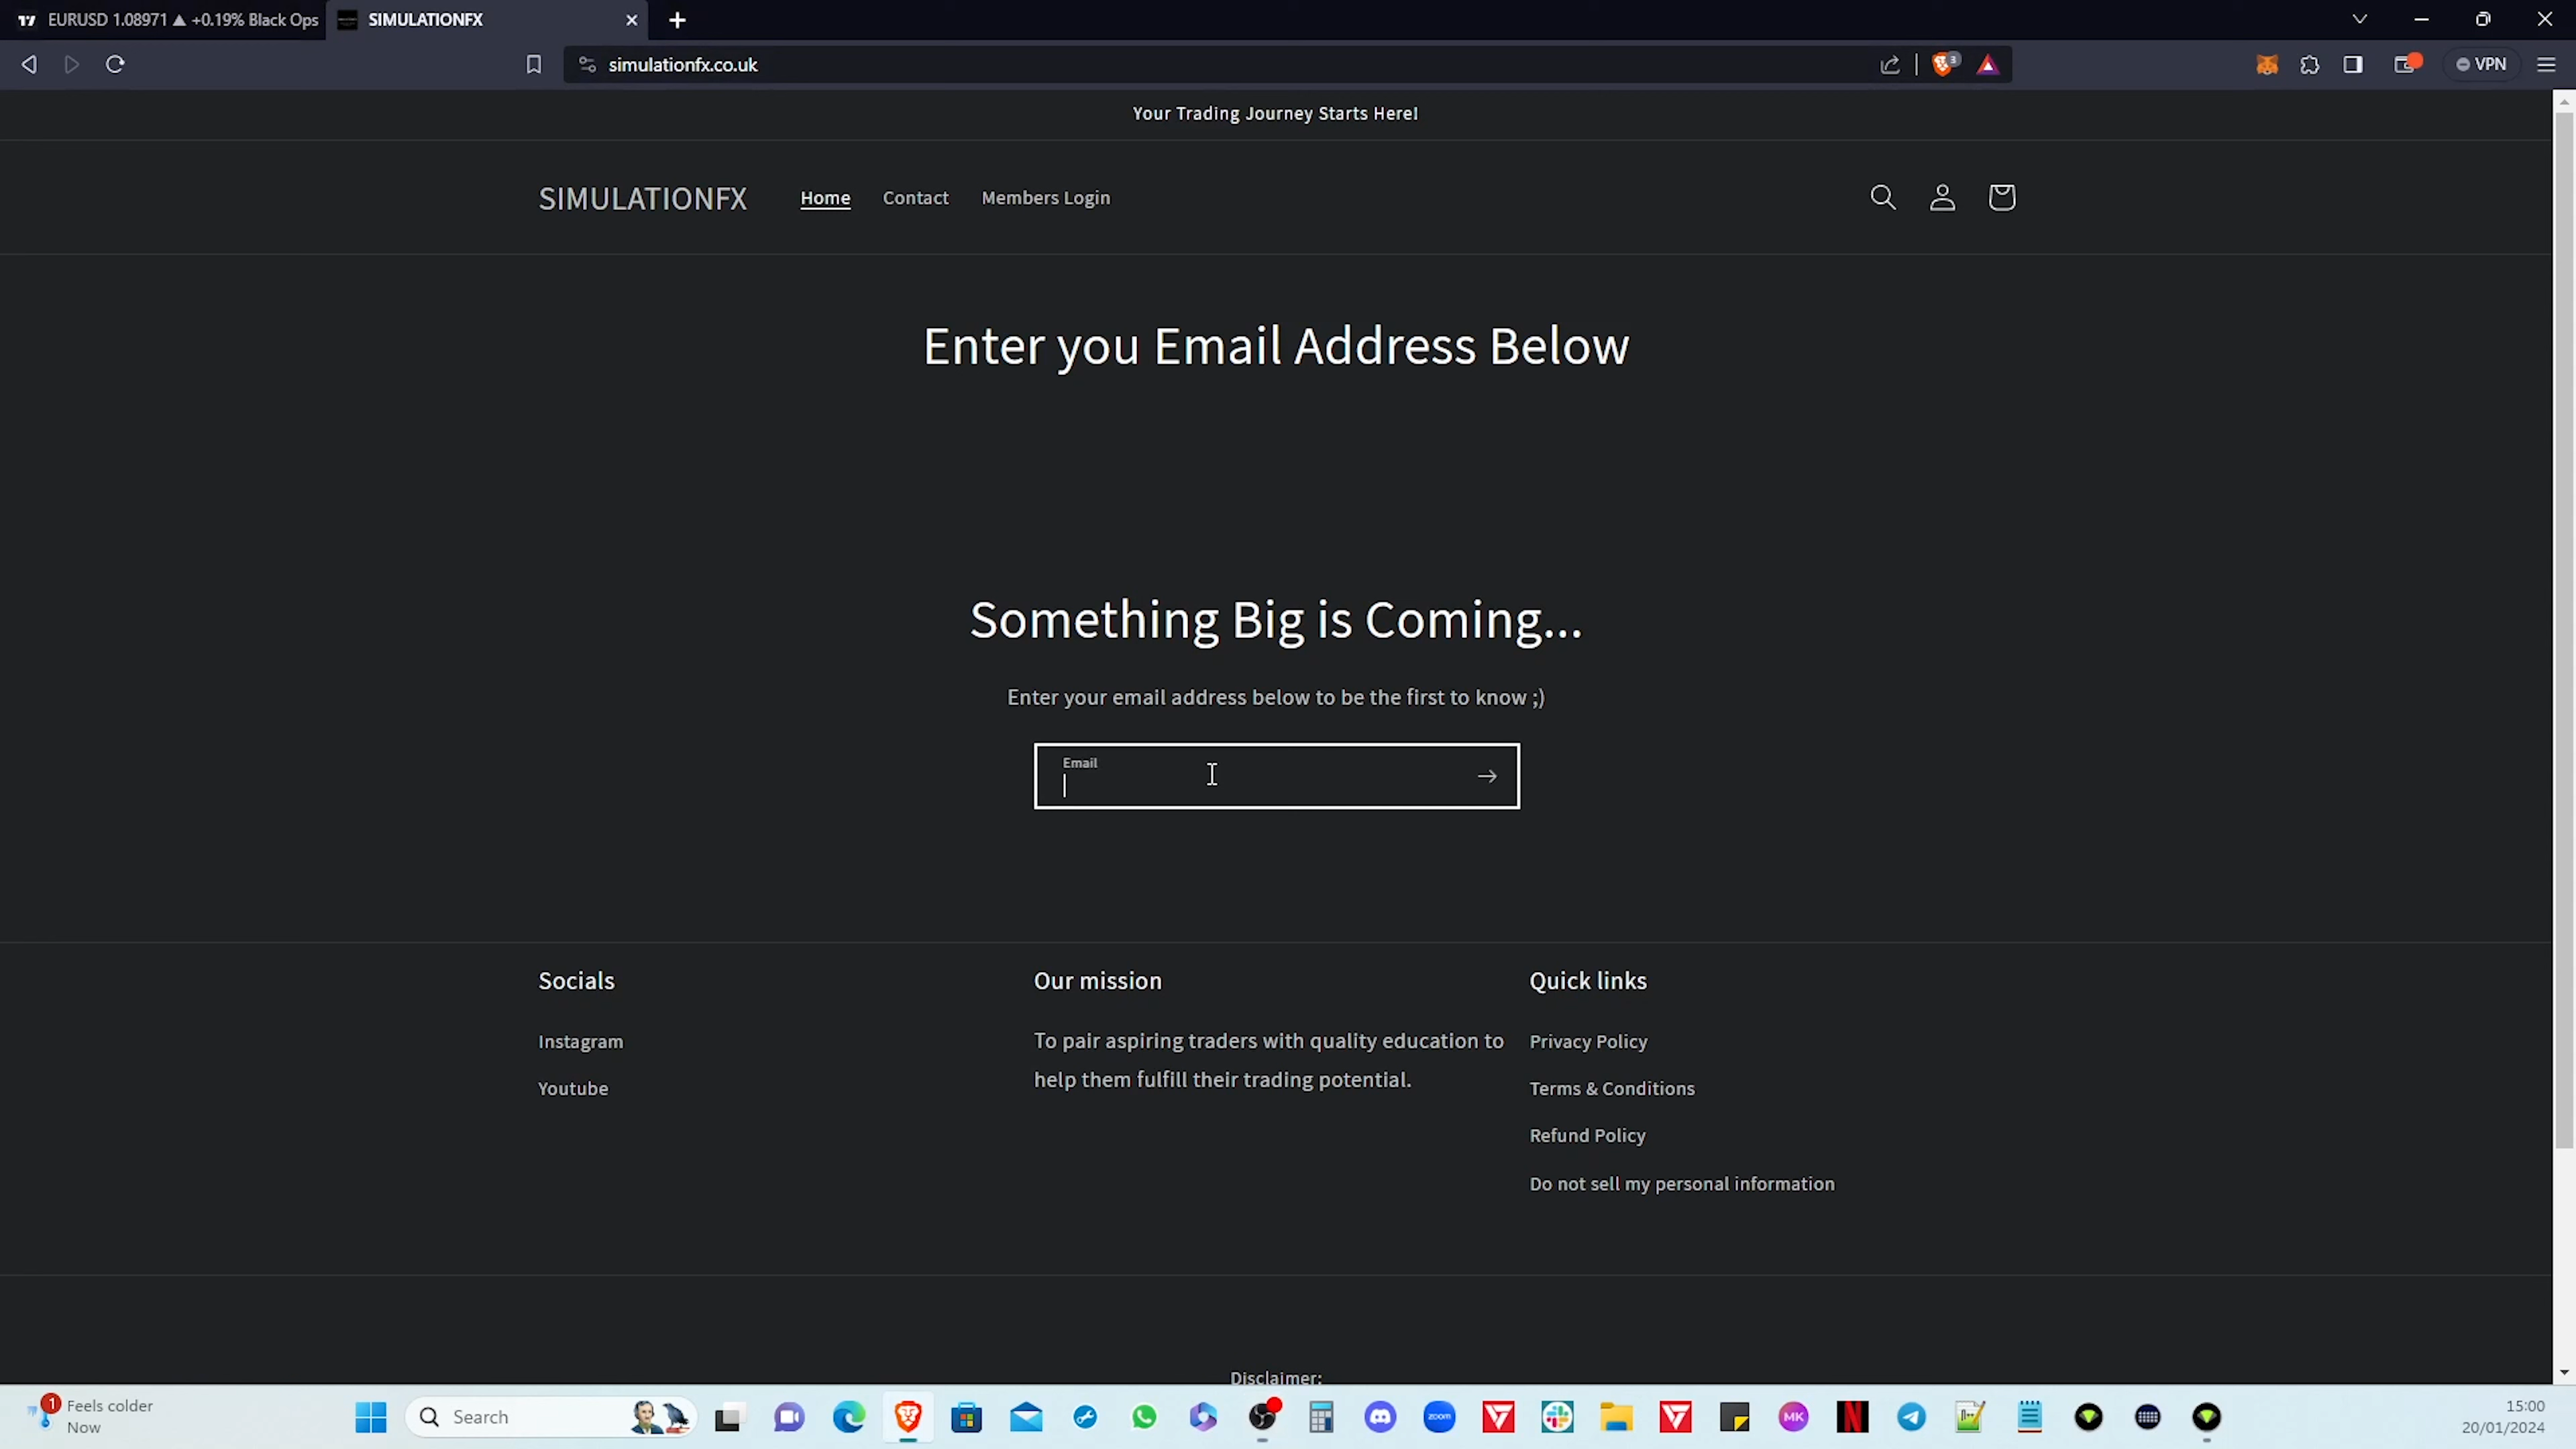 EURUSD 1.08971 ▲ +0.19% Black Ops
SIMULATIONFX
simulationfx.co.uk
3
VPN
Your Trading Journey Starts Here!
SIMULATIONFX
Home
Contact
Members Login
Enter you Email Address Below
Something Big is Coming...
Enter your email address below to be the first to know ;)
Email
Socials
Our mission
Quick links
Instagram
Youtube
To pair aspiring traders with quality education to
help them fulfill their trading potential.
Privacy Policy
Terms & Conditions
Refund Policy
Do not sell my personal information
Disclaimer:
1
Feels colder
Now
Search
zoom
MK
N
15:00
20/01/2024